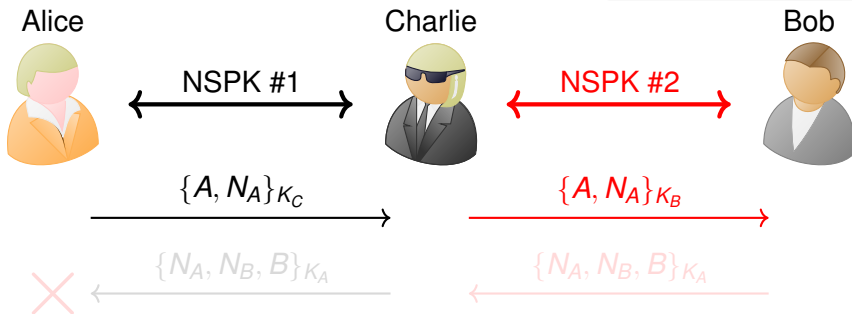 Alice Charlie Bob
NSPK #1 NSPK #2
{A, N_A}_{K_C} {A, N_A}_{K_B}
{N_A, N_B, B}_{K_A} {N_A, N_B, B}_{K_A}